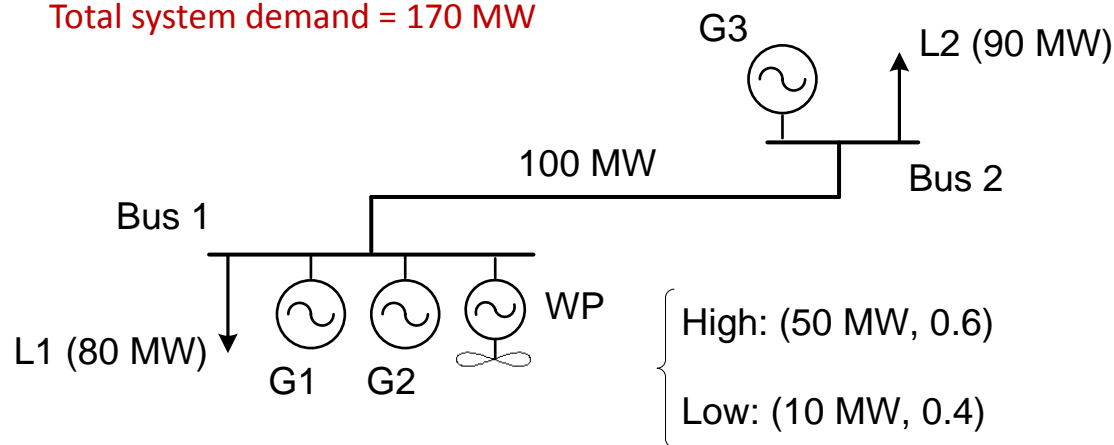 Total system demand = 170 MW
G3
L2 (90 MW)
100 MW
Bus 2
Bus 1
WP
High: (50 MW, 0.6)
L1 (80 MW)
G1
G2
Low: (10 MW, 0.4)